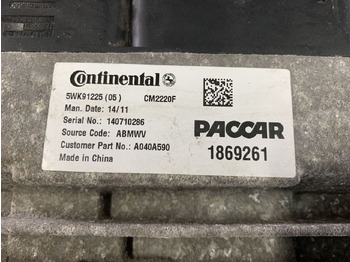 Continental
5WK91225 (05) CM2220F
Man. Date: 14/11
Serial No.: 140710286
Source Code: ABMWV
Customer Part No.: A040A590
Made in China
PACCAR
1869261